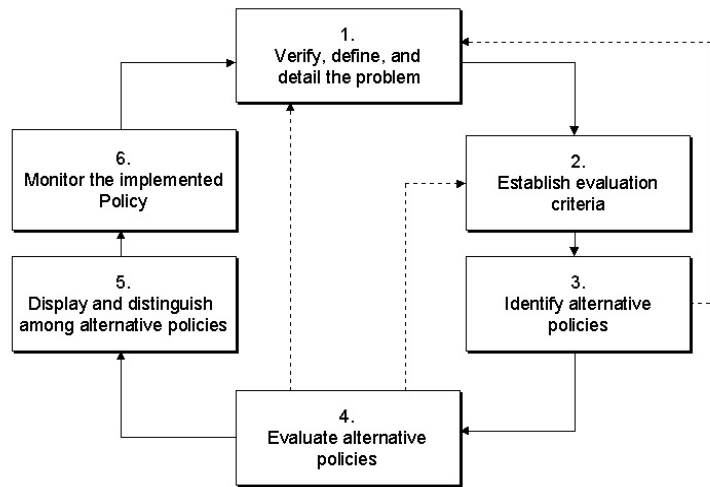 1.
Verify, define, and
detail the problem
2.
Establish evaluation
criteria
3.
Identify alternative
policies
4.
Evaluate alternative
policies
5.
Display and distinguish
among alternative policies
6.
Monitor the implemented
Policy